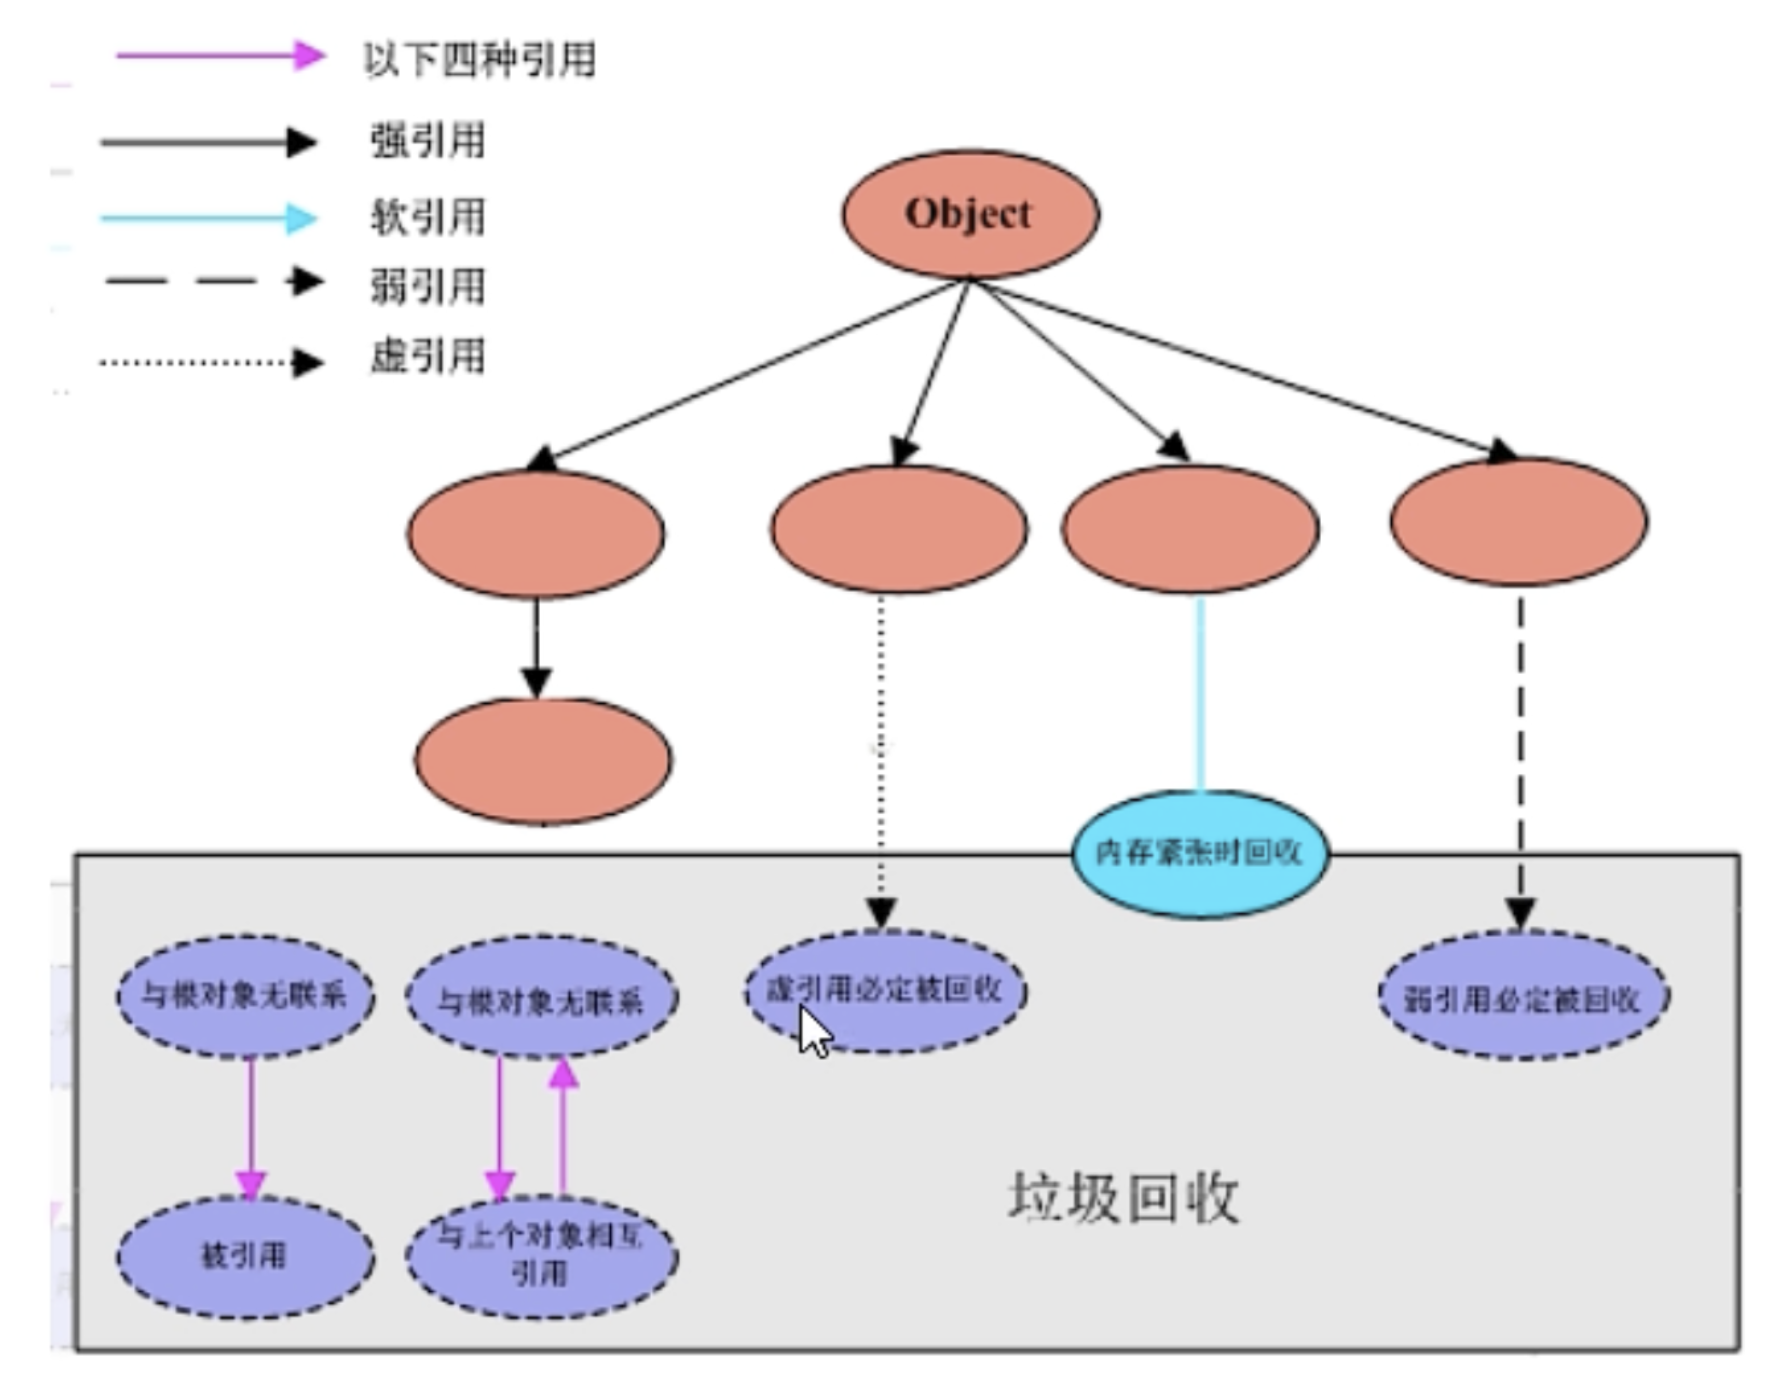 以下四种引用
强引用
软引用
弱引用
虚引用
Object
内存紧张时回收
与根对象无联系
与根对象无联系
虚引用必定被回收
弱引用必定被回收
被引用
与上个对象相互
引用
垃圾回收